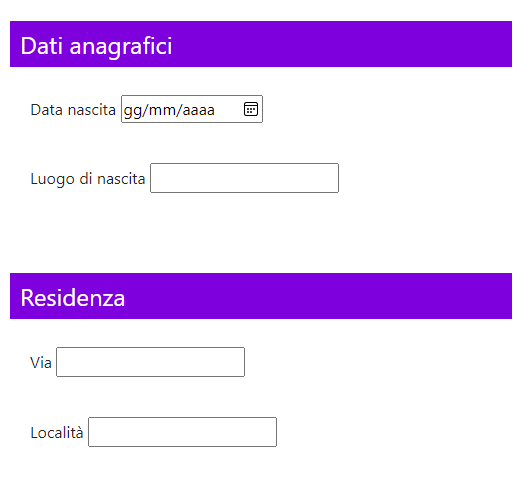 Dati anagrafici
Data nascita gg/mm/aaaa
Luogo di nascita
Residenza
Via
Località